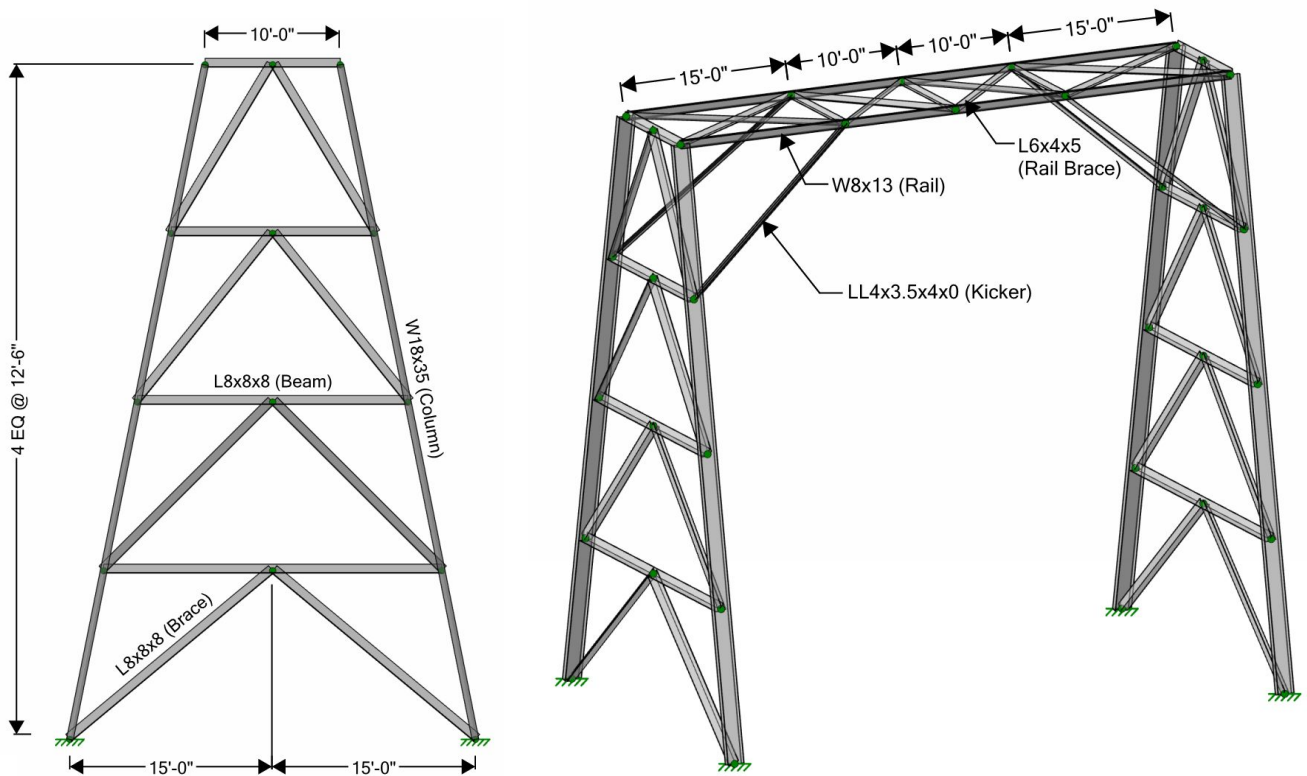 10'-0"
4 EQ @ 12'-6"
W18x35 (Column)
L8x8x8 (Beam)
L8x8x8 (Brace)
15'-0"
15'-0"
15'-0"
10'-0"
10'-0"
15'-0"
L6x4x5
(Rail Brace)
W8x13 (Rail)
LL4x3.5x4x0 (Kicker)